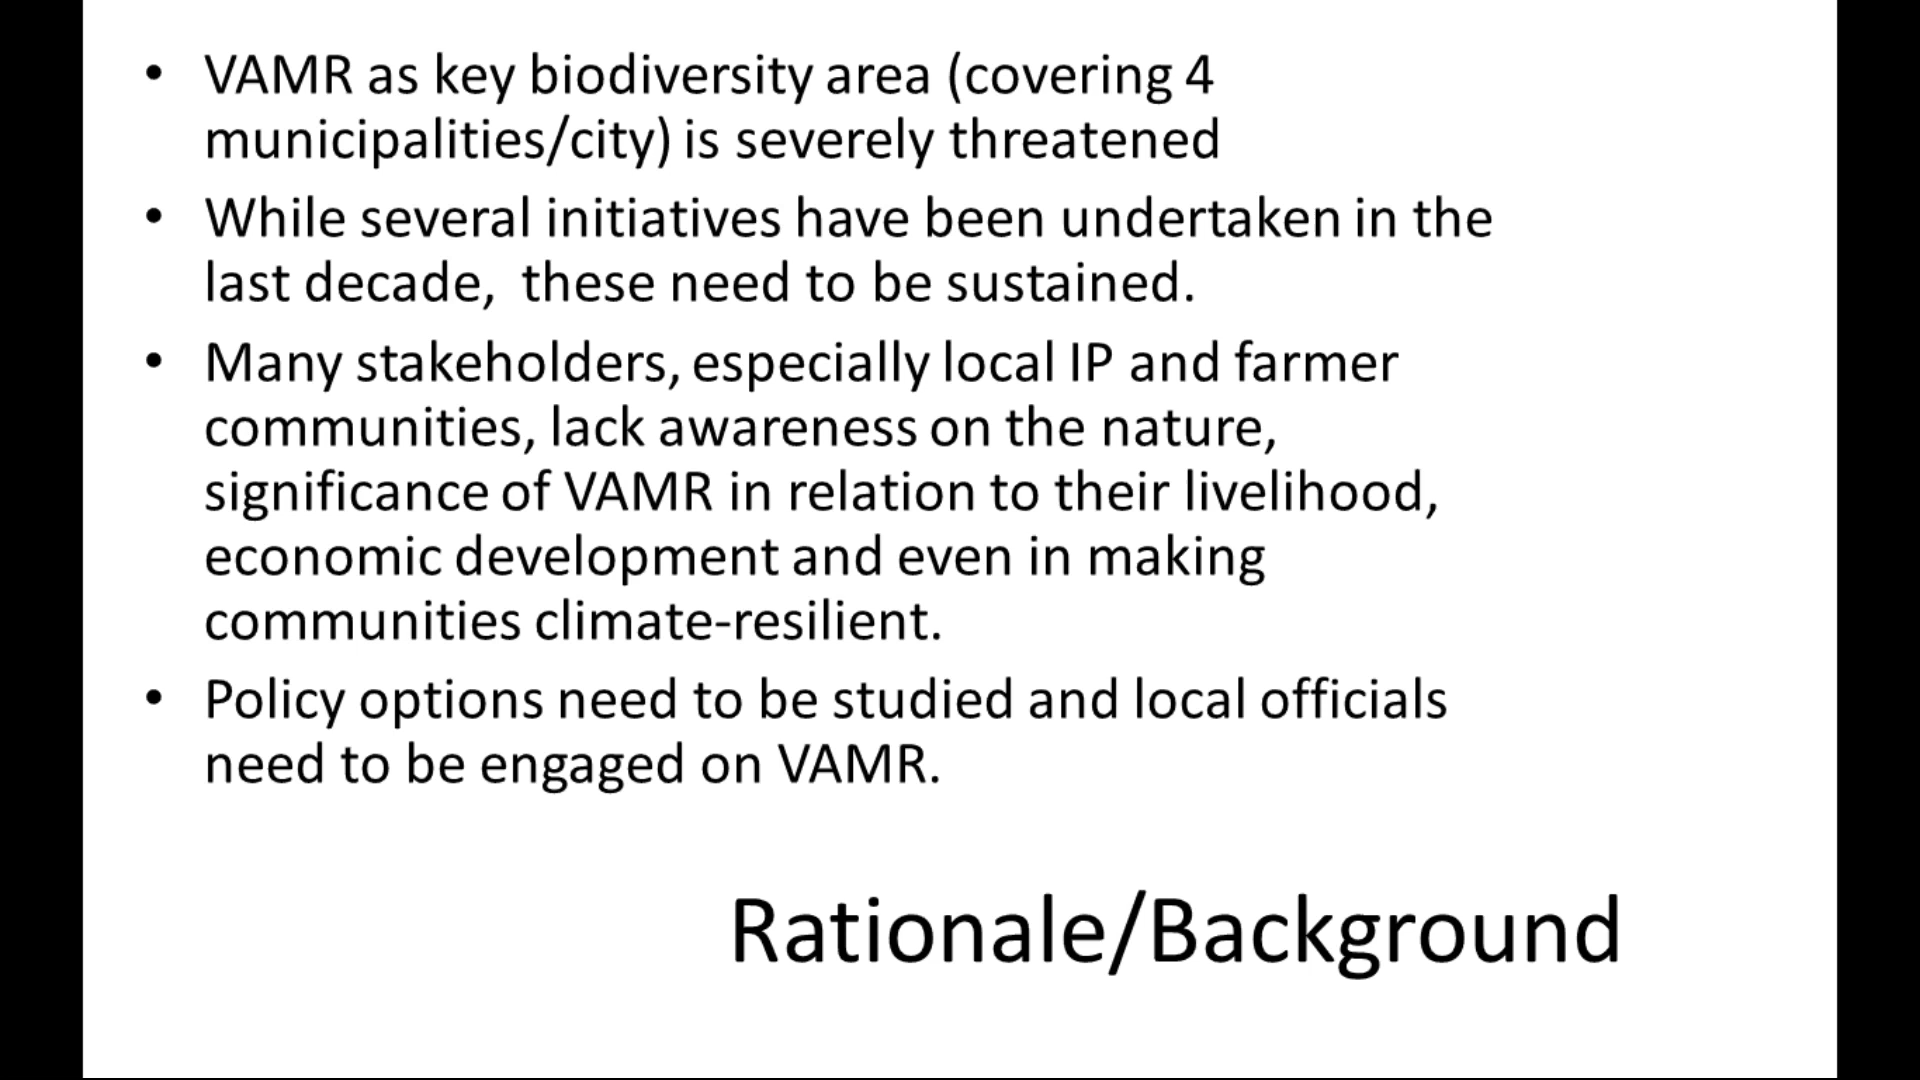 • VAMR as key biodiversity area (covering 4
municipalities/city) is severely threatened
• While several initiatives have been undertaken in the
last decade,  these need to be sustained.
• Many stakeholders, especially local IP and farmer
communities, lack awareness on the nature,
significance of VAMR in relation to their livelihood,
economic development and even in making
communities climate-resilient.
• Policy options need to be studied and local officials
need to be engaged on VAMR.
Rationale/Background